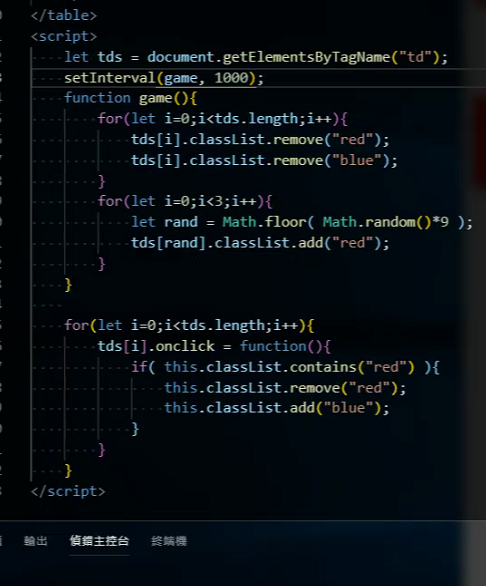 </table>
<script>
let tds = document.getElementsByTagName("td");
setInterval(game, 1000);
function game(){
for(let i=0;i<tds.length;i++){
tds[i].classList.remove("red");
tds[i].classList.remove("blue");
}
for(let i=0;i<3;i++){
let rand = Math.floor( Math.random()*9 );
tds[rand].classList.add("red");
}
}
for(let i=0;i<tds.length;i++){
tds[i].onclick = function(){
if( this.classList.contains("red") ){
this.classList.remove("red");
this.classList.add("blue");
}
}
}
</script>
輸出 偵錯主控台 終端機